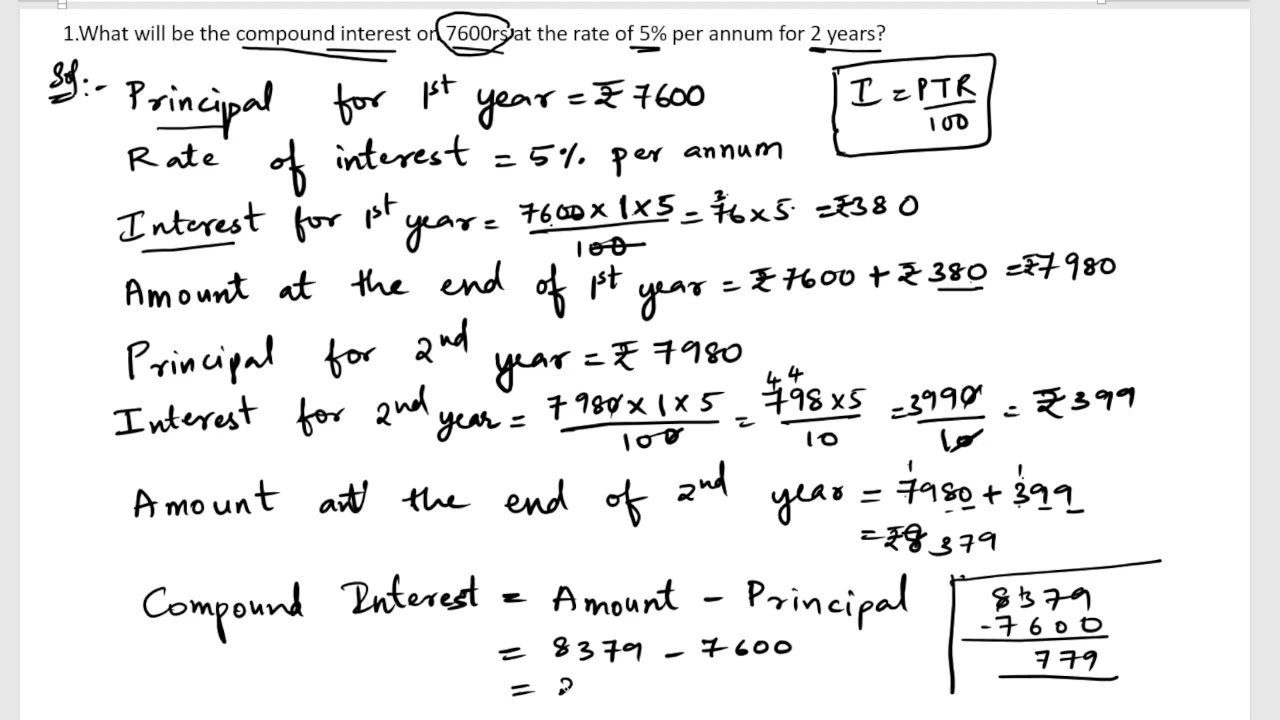 1.What will be the compound interest on 7600rs at the rate of 5% per annum for 2 years?
Sol:- Principal for 1st year = ₹ 7600
I = PTR/100
Rate of interest = 5% per annum
Interest for 1st year = 7600 x 1 x 5/100 = 76 x 5 = ₹380
Amount at the end of 1st year = ₹ 7600 + ₹ 380 = ₹7980
Principal for 2nd year = ₹ 7980
Interest for 2nd year = 7980 x 1 x 5/100 = 798 x 5/10 = 3990/10 = ₹399
Amount at the end of 2nd year = 7980 + 399
= ₹8379
Compound Interest = Amount - Principal
= 8379 - 7600
=
8379
-7600
779